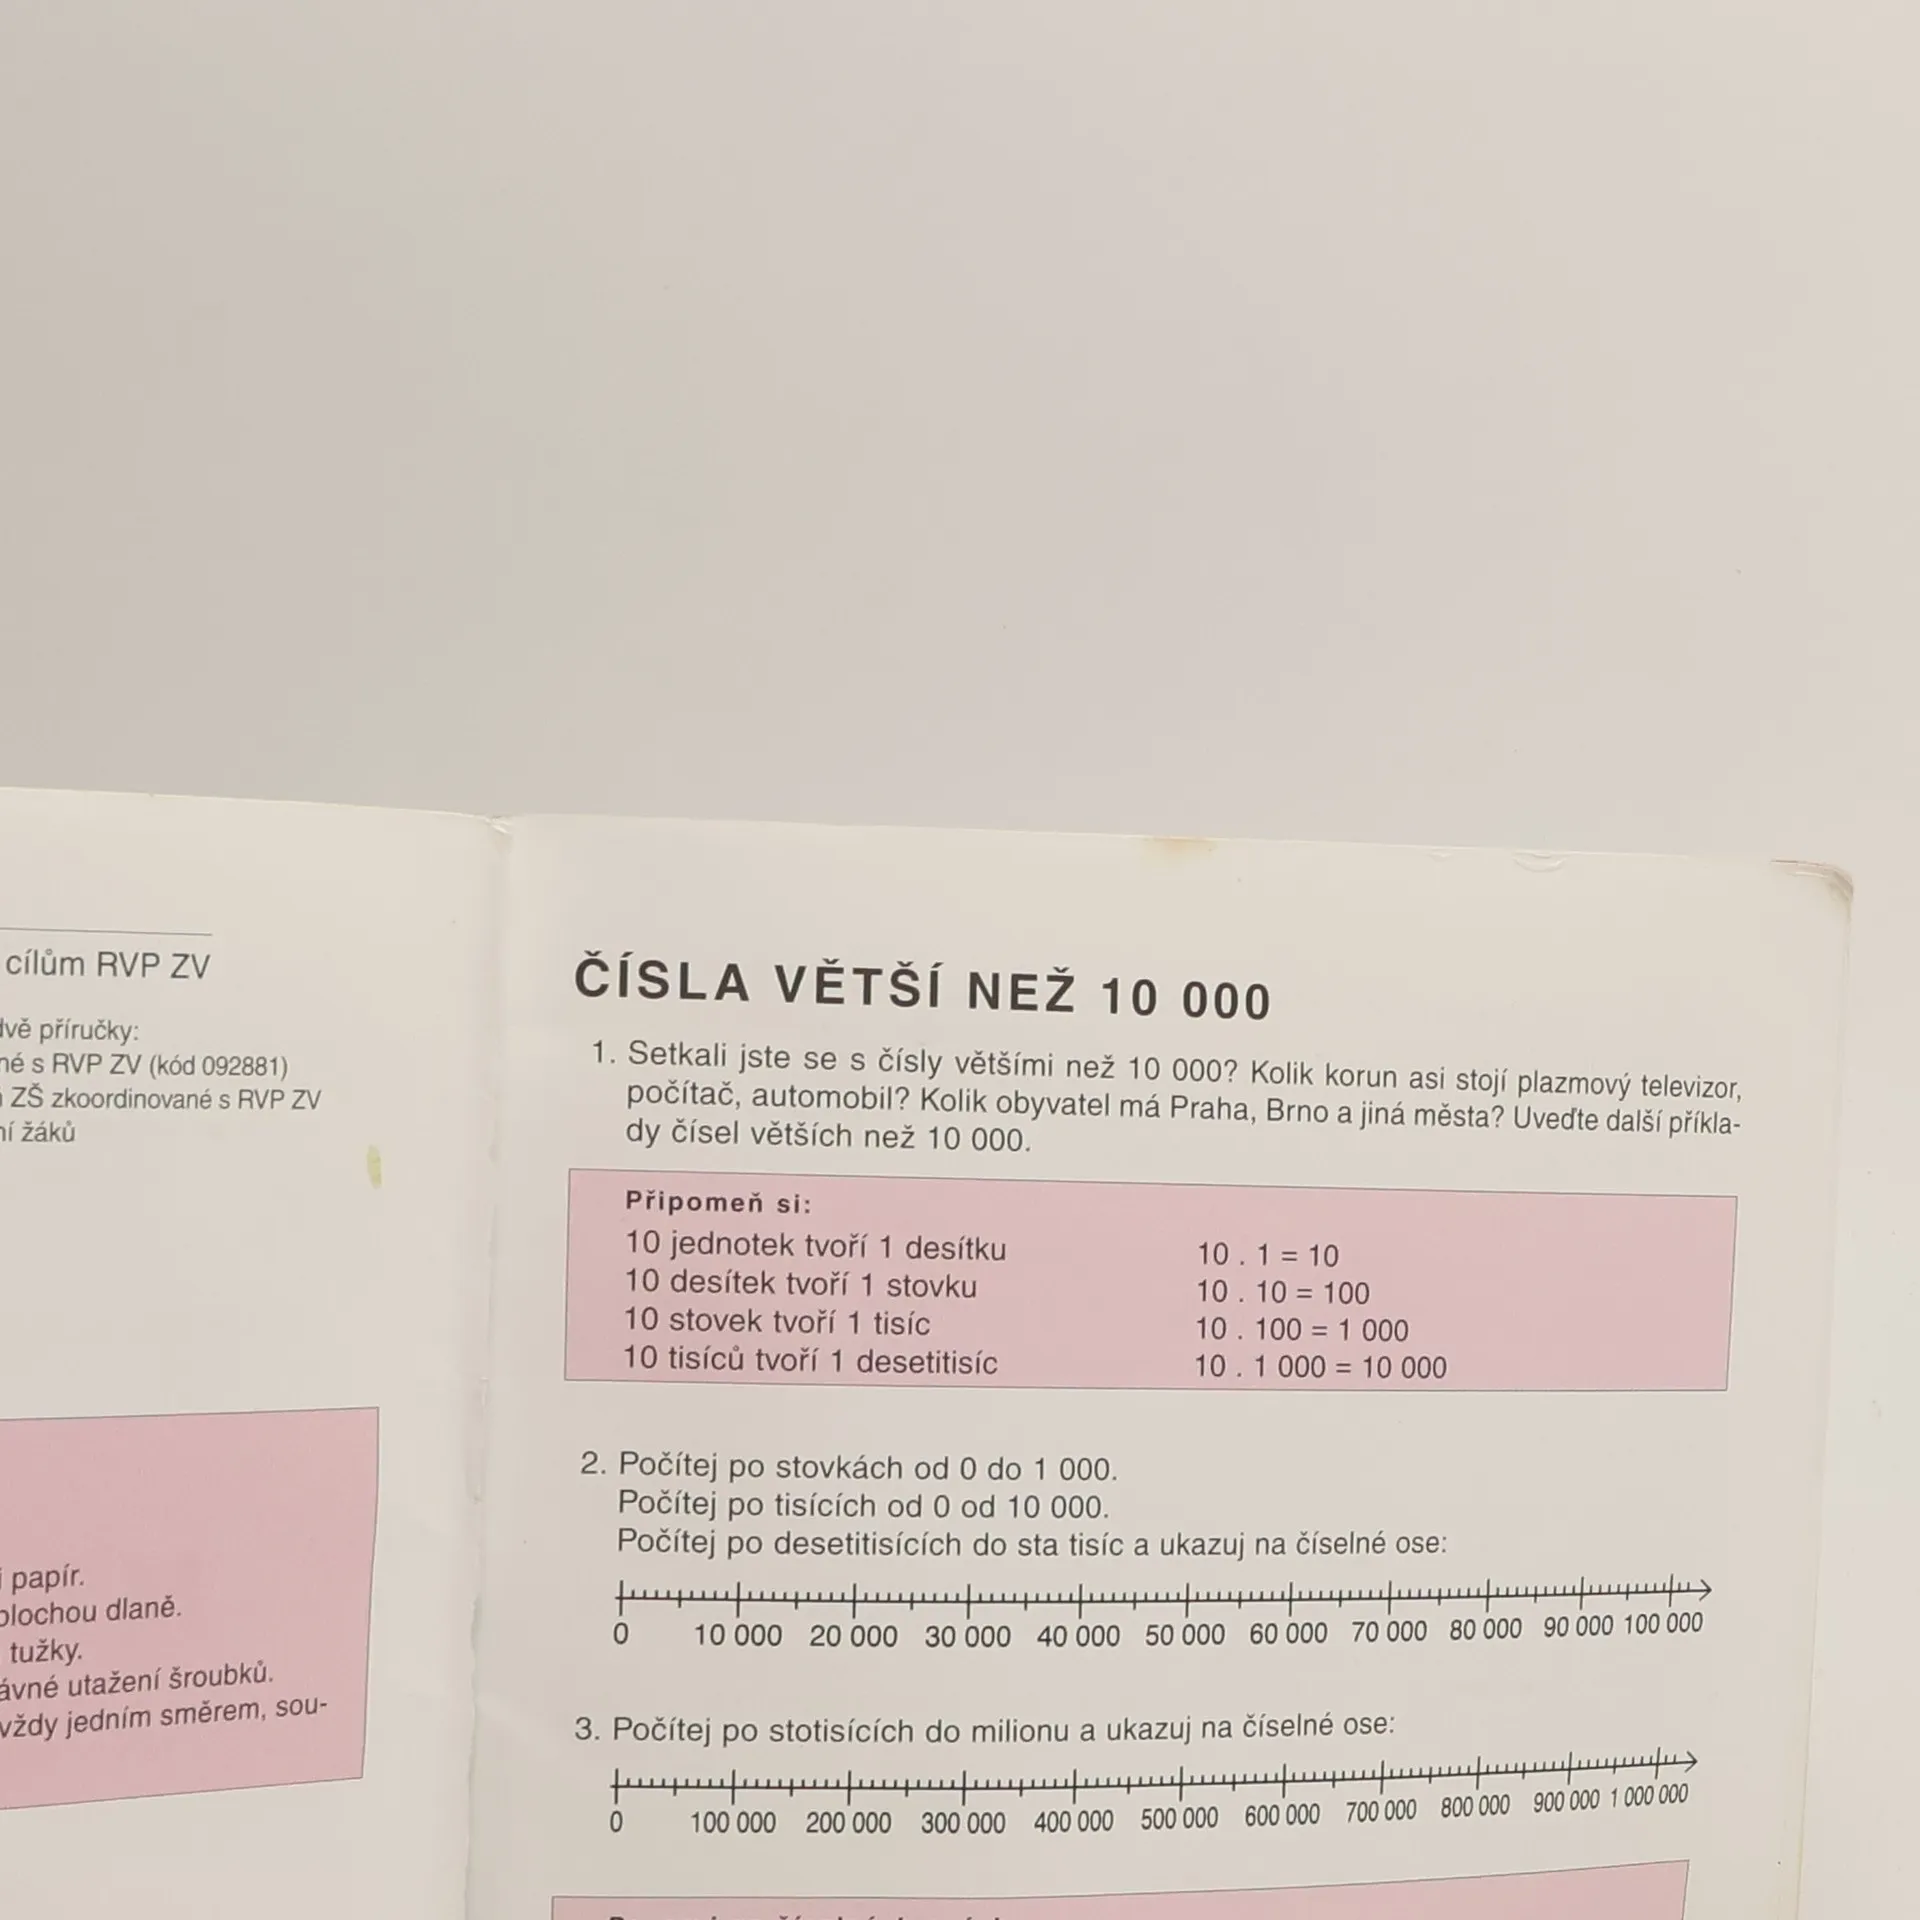 cílům RVP ZV
příručky:
s RVP ZV (kód 092881)
ZŠ zkoordinované s RVP ZV
žáků
papír.
dlaně.
tužky.
utažení šroubků.
vždy jedním směrem, sou-
ČÍSLA VĚTŠÍ NEŽ 10 000
1. Setkali jste se s čísly většími než 10 000? Kolik korun asi stojí plazmový televizor,
počítač, automobil? Kolik obyvatel má Praha, Brno a jiná města? Uveďte další příkla-
dy čísel větších než 10 000.
Připomeň si:
10 jednotek tvoří 1 desítku 10 . 1 = 10
10 desítek tvoří 1 stovku 10 . 10 = 100
10 stovek tvoří 1 tisíc 10 . 100 = 1 000
10 tisíců tvoří 1 desetitisíc 10 . 1 000 = 10 000
2. Počítej po stovkách od 0 do 1 000.
Počítej po tisících od 0 od 10 000.
Počítej po desetitisících do sta tisíc a ukazuj na číselné ose:
0 10 000 20 000 30 000 40 000 50 000 60 000 70 000 80 000 90 000 100 000
3. Počítej po stotisících do milionu a ukazuj na číselné ose:
0 100 000 200 000 300 000 400 000 500 000 600 000 700 000 800 000 900 000 1 000 000